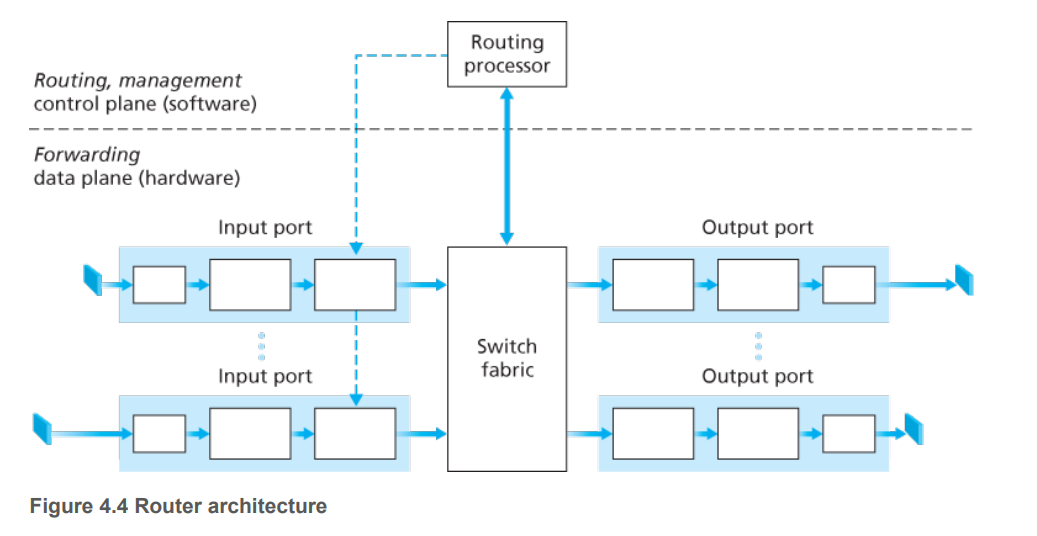 Routing
processor
Routing, management
control plane (software)
Forwarding
data plane (hardware)
Input port
Output port
Switch
fabric
Input port
Output port
Figure 4.4 Router architecture